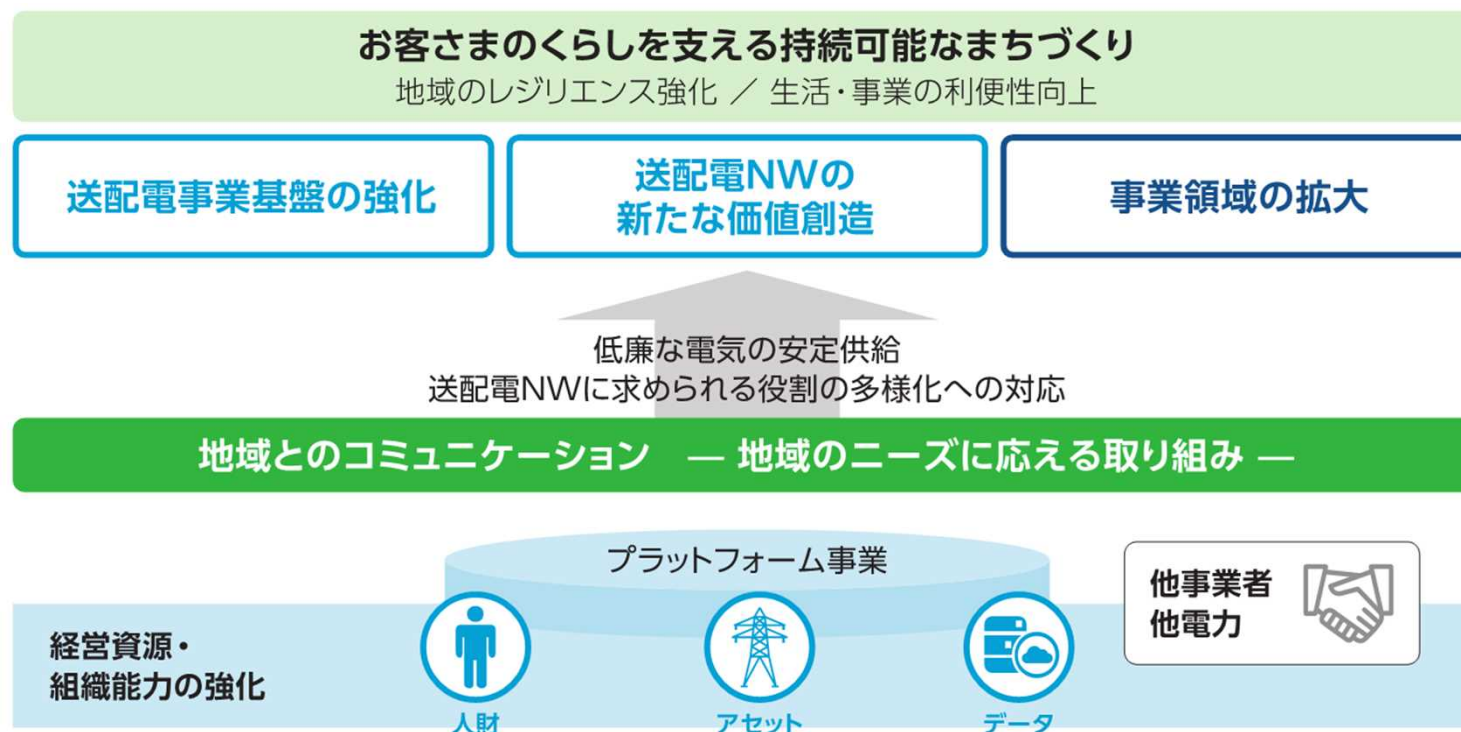 お客さまのくらしを支える持続可能なまちづくり
地域のレジリエンス強化 ／ 生活・事業の利便性向上
送配電事業基盤の強化
送配電NWの
新たな価値創造
事業領域の拡大
低廉な電気の安定供給
送配電NWに求められる役割の多様化への対応
地域とのコミュニケーション ― 地域のニーズに応える取り組み ―
プラットフォーム事業
他事業者
他電力
経営資源・
組織能力の強化
人財
アセット
データ